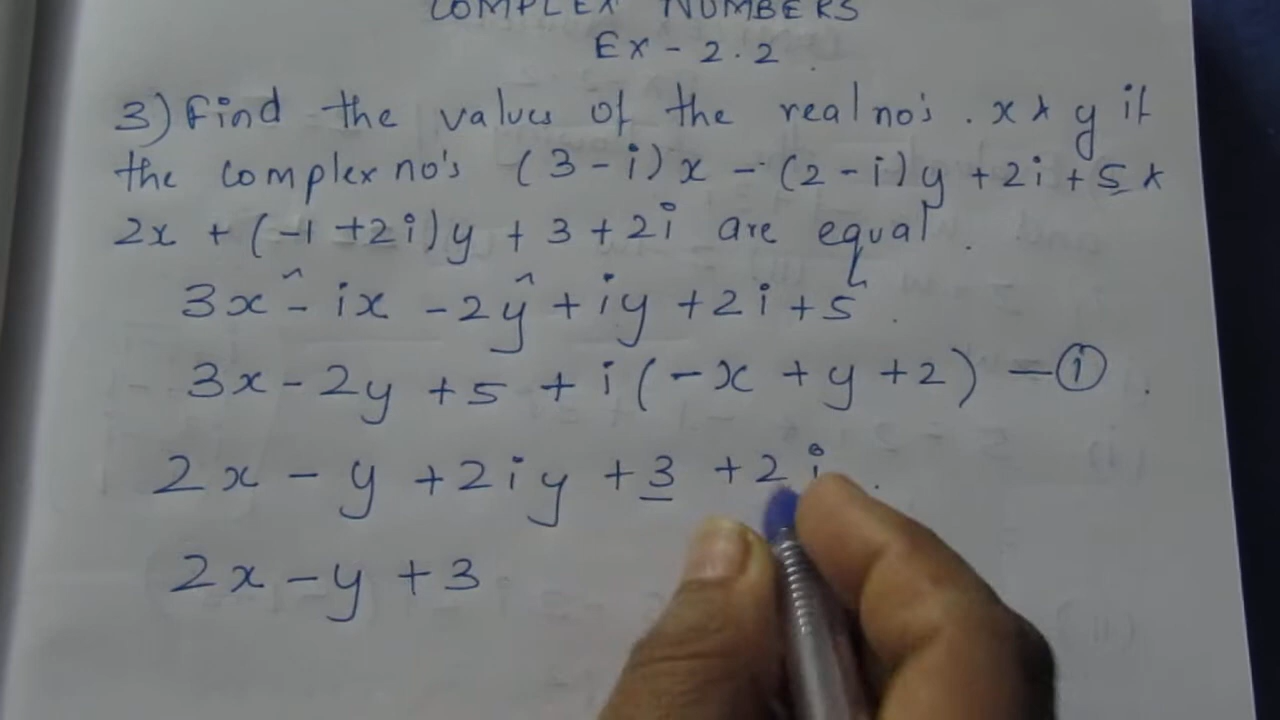 COMPLEX NUMBERS
Ex - 2.2
3) Find the values of the real no's . x & y if
the complex no's (3 - i) x - (2 - i) y + 2i + 5 &
2x + (-1 + 2i) y + 3 + 2i are equal .
3x - ix - 2y + iy + 2i + 5 .
3x - 2y + 5 + i (-x + y + 2) — ①
2x - y + 2iy + 3 + 2i
2x - y + 3